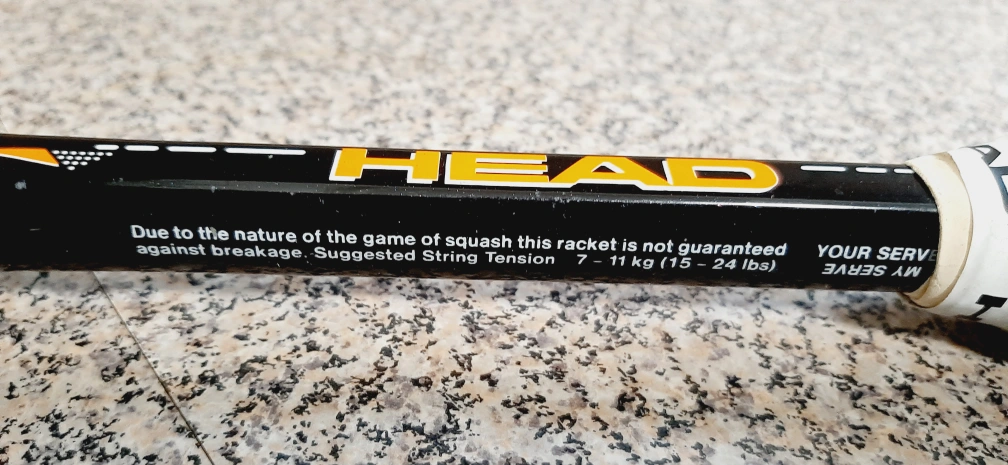 HEAD
Due to the nature of the game of squash this racket is not guaranteed
against breakage. Suggested String Tension 7 - 11 kg (15 - 24 lbs)
YOUR SERVE
MY SERVE